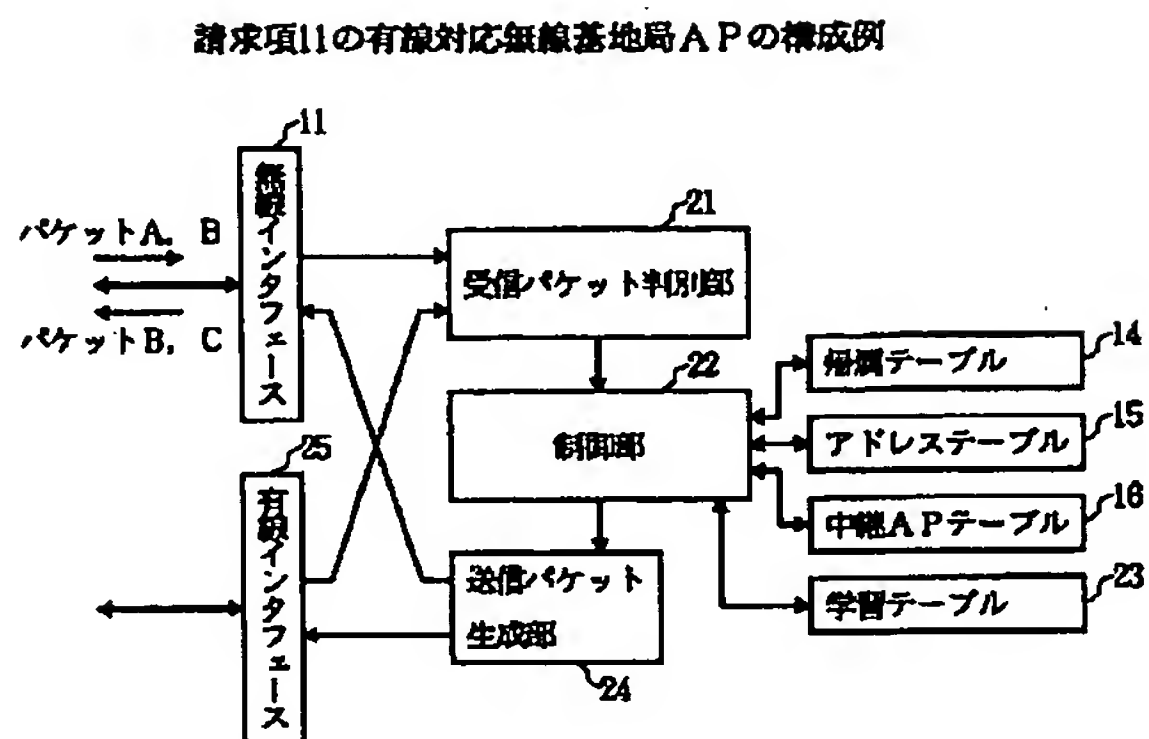 請求項11の有線対応無線基地局APの構成例
11
無線インタフェース
パケットA, B
パケットB, C
21
受信パケット判別部
22
制御部
14
帰属テーブル
15
アドレステーブル
16
中継APテーブル
23
学習テーブル
25
有線インタフェース
送信パケット
生成部
24